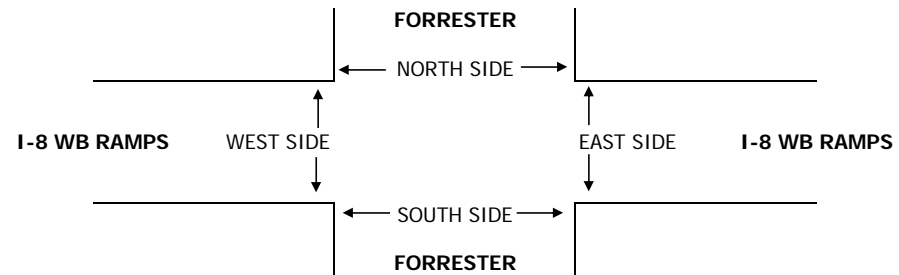 FORRESTER
NORTH SIDE
I-8 WB RAMPS WEST SIDE EAST SIDE I-8 WB RAMPS
SOUTH SIDE
FORRESTER